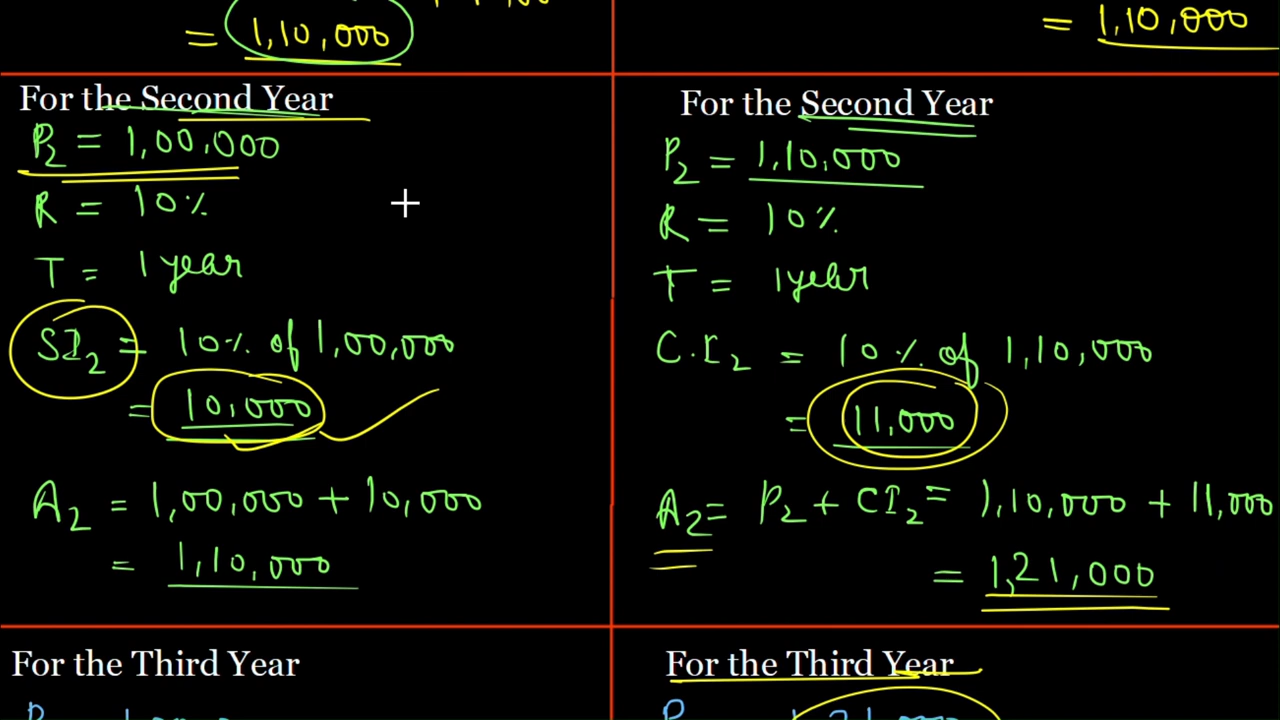 = 1,10,000
For the Second Year
P2 = 1,00,000
R = 10%
T = 1 year
SI2 = 10% of 1,00,000
= 10,000
A2 = 1,00,000 + 10,000
= 1,10,000
For the Third Year
= 1,10,000
For the Second Year
P2 = 1,10,000
R = 10%
T = 1 year
C.I2 = 10% of 1,10,000
= 11,000
A2 = P2 + CI2 = 1,10,000 + 11,000
= 1,21,000
For the Third Year